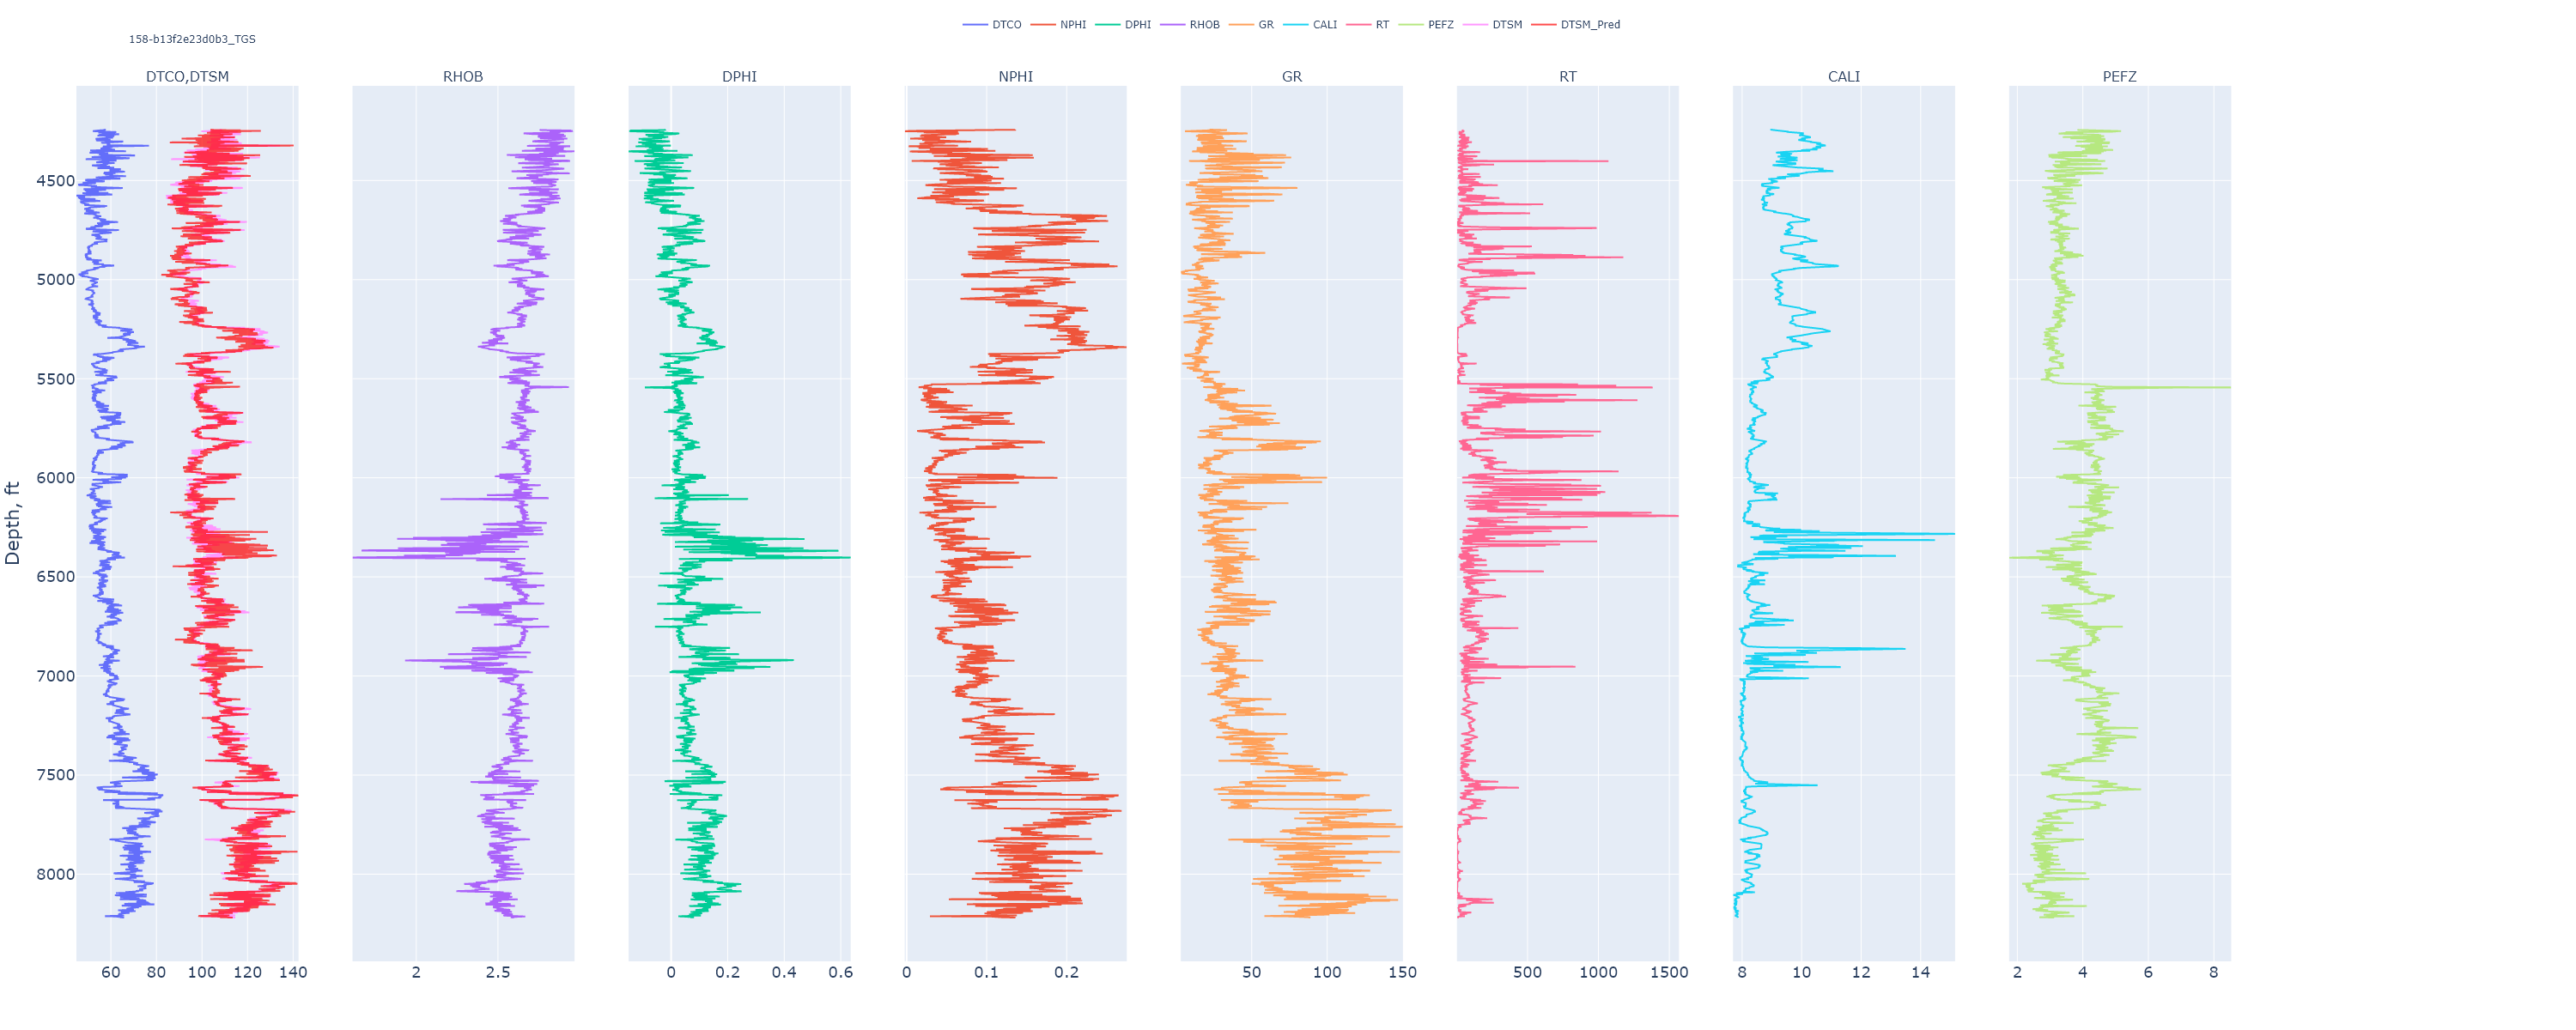 DTCO NPHI DPHI RHOB GR CALI RT PEFZ DTSM DTSM_Pred
158-b13f2e23d0b3_TGS
DTCO,DTSM RHOB DPHI NPHI GR RT CALI PEFZ
4500
5000
5500
6000
6500
7000
7500
8000
Depth, ft
60 80 100 120 140 2 2.5 0 0.2 0.4 0.6 0 0.1 0.2 50 100 150 500 1000 1500 8 10 12 14 2 4 6 8